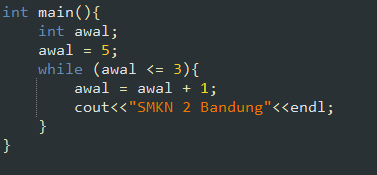 int main(){
    int awal;
    awal = 5;
    while (awal <= 3){
        awal = awal + 1;
        cout<<"SMKN 2 Bandung"<<endl;
    }
}